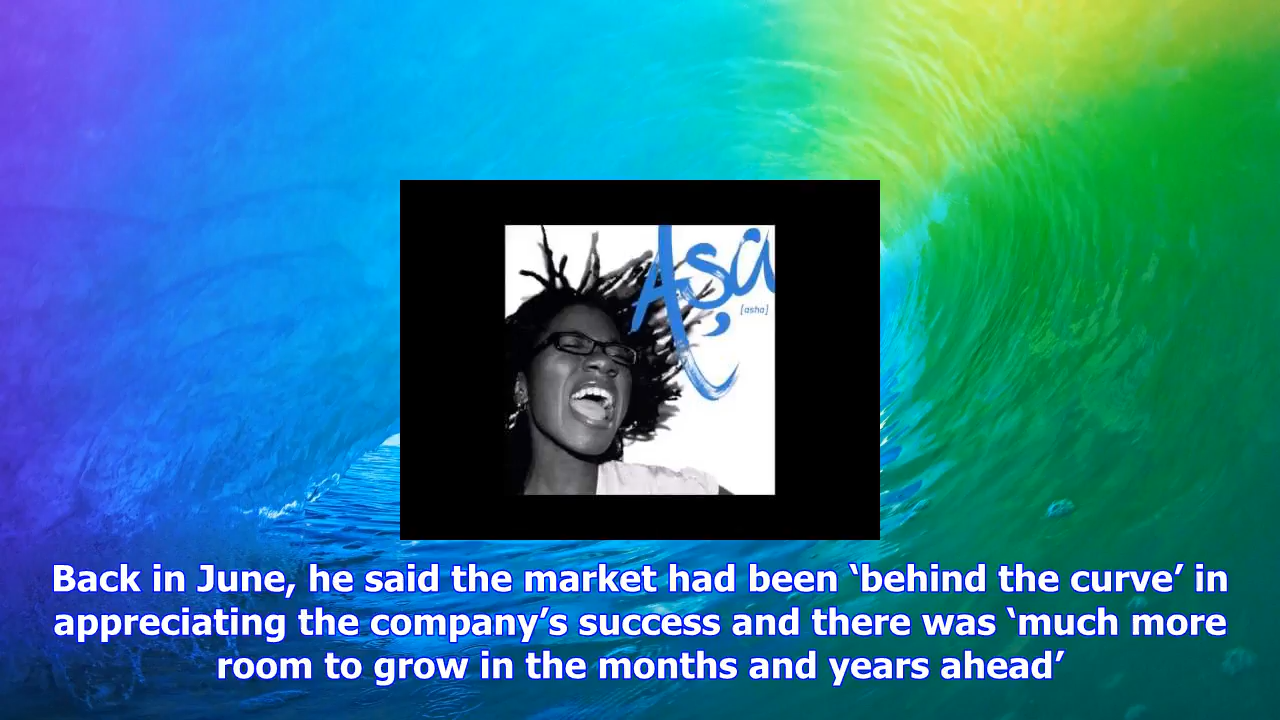 Aṣa
[asha]
Back in June, he said the market had been ‘behind the curve’ in
appreciating the company’s success and there was ‘much more
room to grow in the months and years ahead’